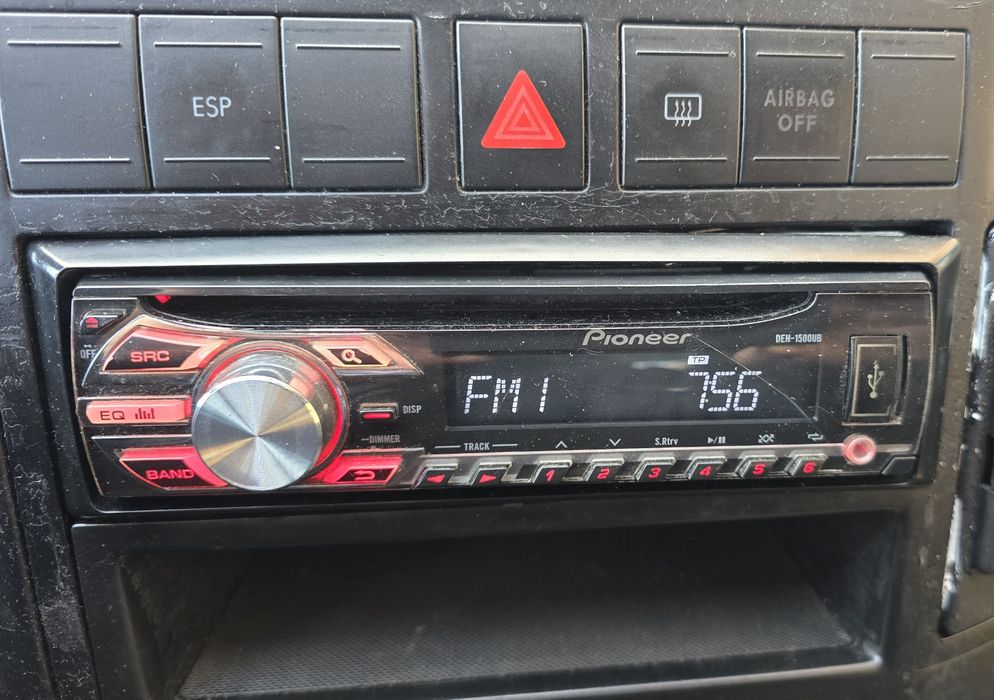 ESP
AIRBAG
OFF
Pioneer
DEH-1500UB
OFF
SRC
TP
FM1 756
EQ
DISP
DIMMER
TRACK
S.Rtrv
BAND
1 2 3 4 5 6